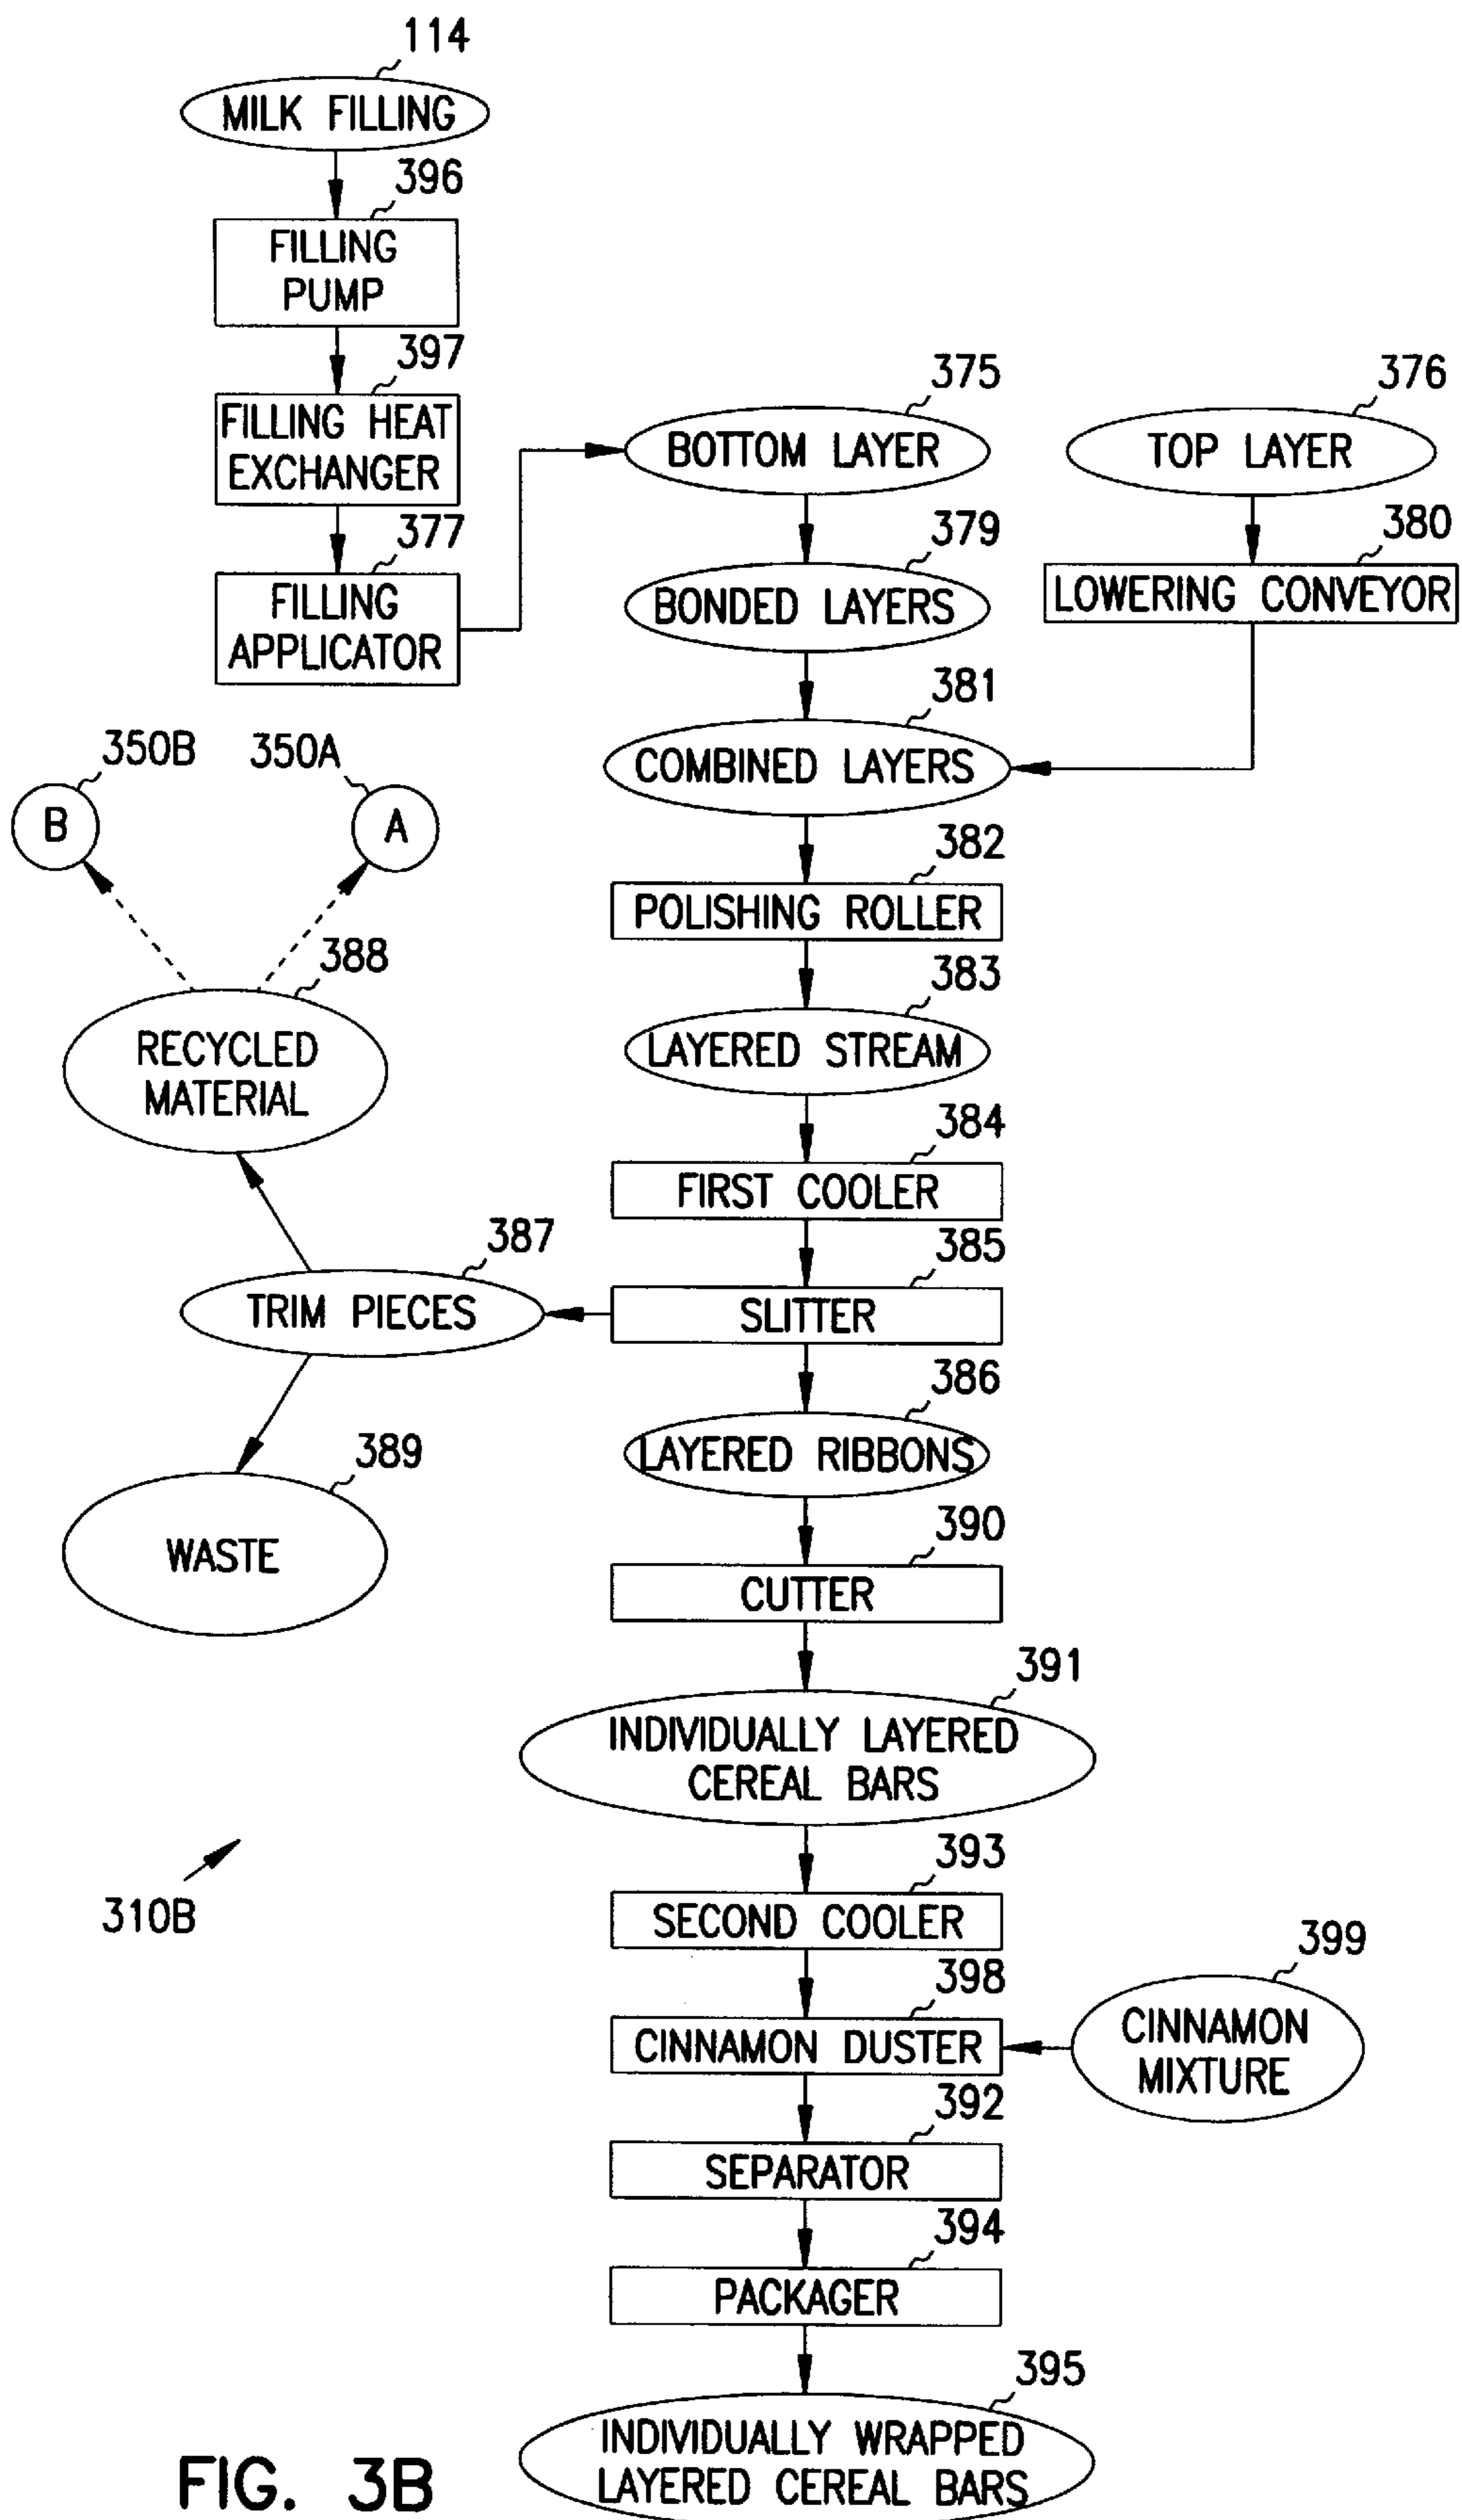 114
MILK FILLING
396
FILLING
PUMP
397
FILLING HEAT
EXCHANGER
377
FILLING
APPLICATOR
375
BOTTOM LAYER
376
TOP LAYER
379
BONDED LAYERS
380
LOWERING CONVEYOR
381
COMBINED LAYERS
350B
B
350A
A
382
POLISHING ROLLER
388
RECYCLED
MATERIAL
383
LAYERED STREAM
384
FIRST COOLER
387
TRIM PIECES
385
SLITTER
386
LAYERED RIBBONS
389
WASTE
390
CUTTER
391
INDIVIDUALLY LAYERED
CEREAL BARS
310B
393
SECOND COOLER
398
CINNAMON DUSTER
399
CINNAMON
MIXTURE
392
SEPARATOR
394
PACKAGER
395
INDIVIDUALLY WRAPPED
LAYERED CEREAL BARS
FIG. 3B